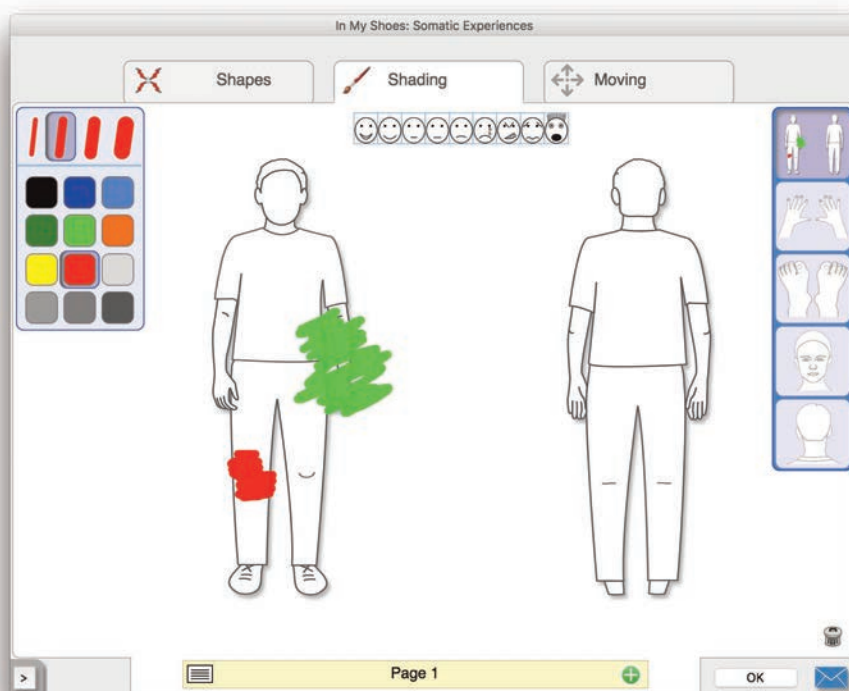 In My Shoes: Somatic Experiences
Shapes
Shading
Moving
Page 1
OK